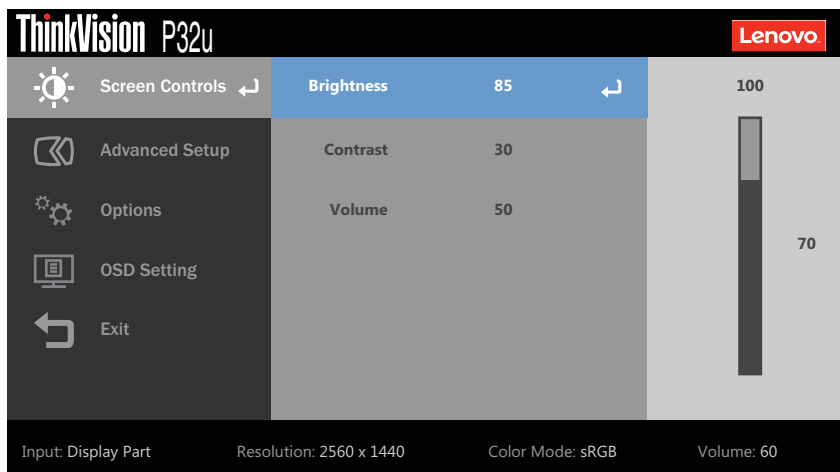 ThinkVision P32u
Lenovo.
Screen Controls Brightness 85 100
Advanced Setup Contrast 30
Options Volume 50
70
OSD Setting
Exit
Input: Display Part Resolution: 2560 x 1440 Color Mode: sRGB Volume: 60